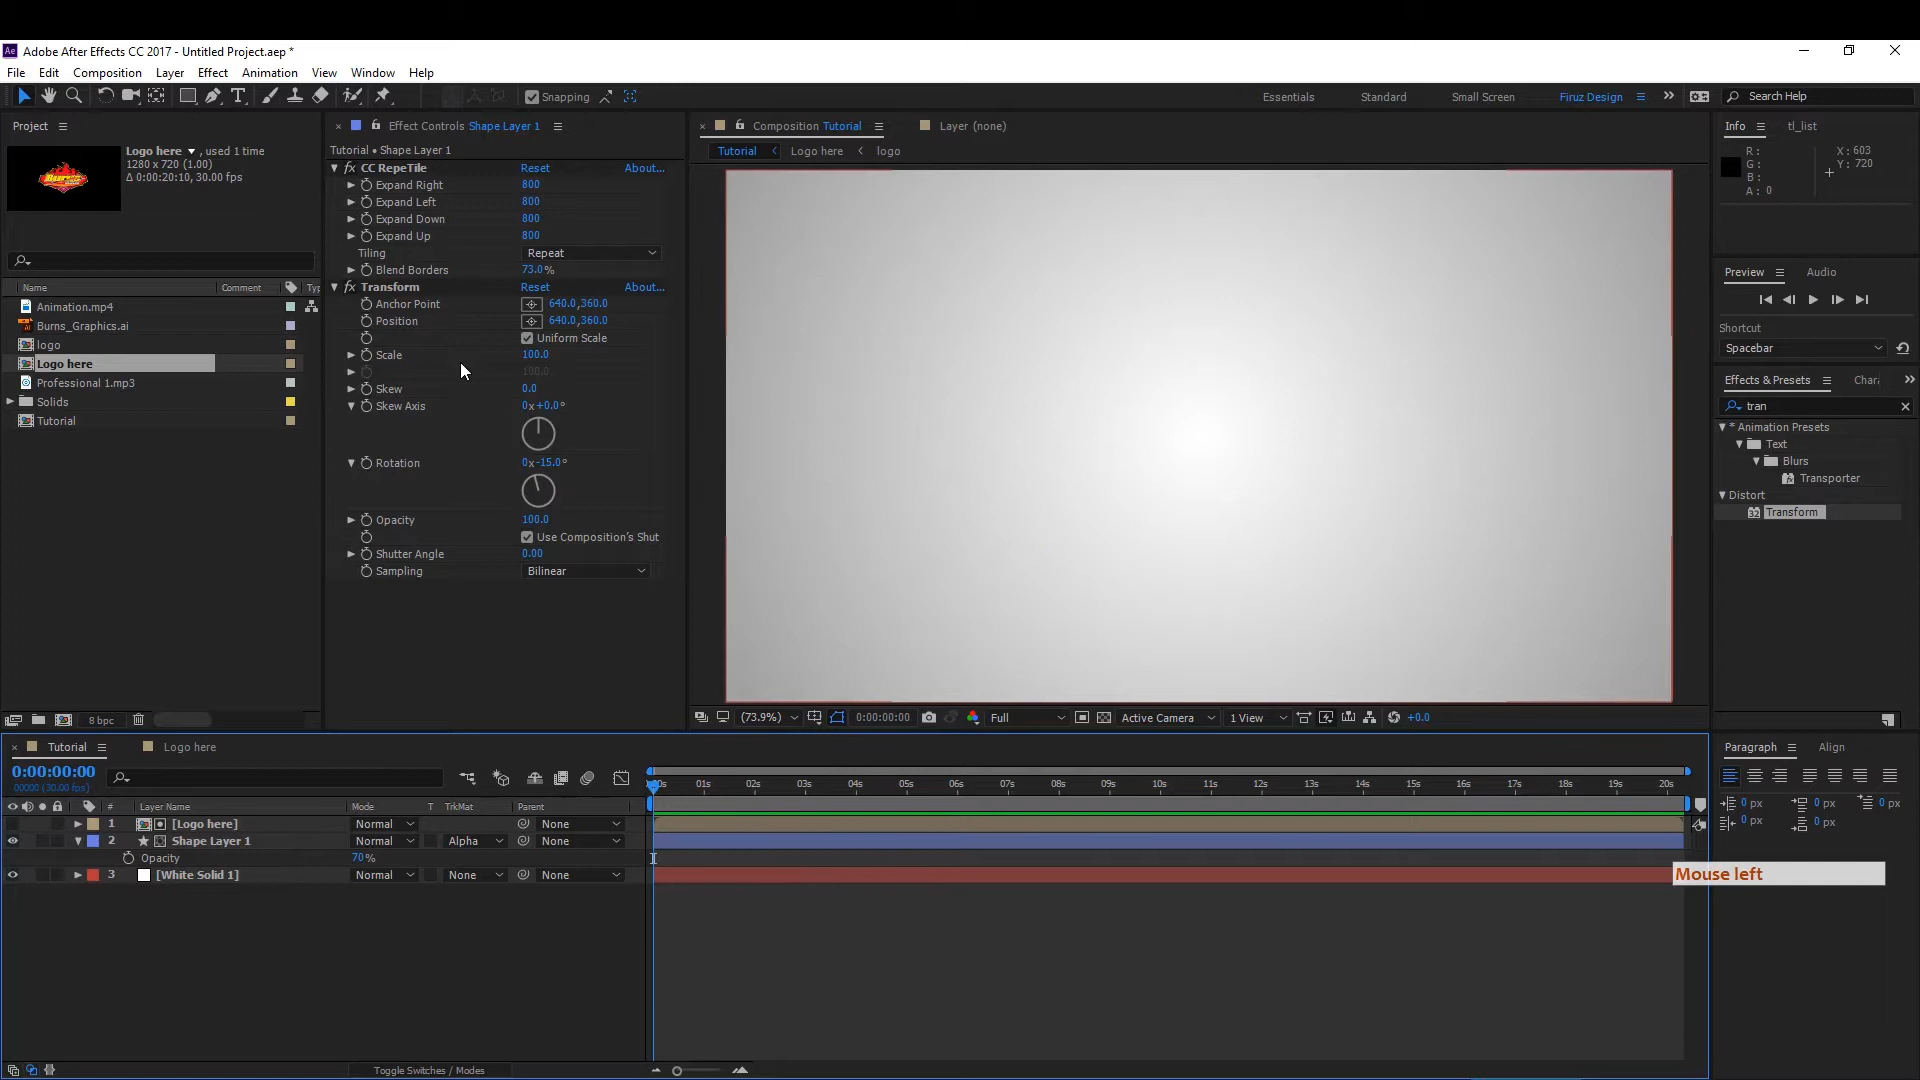 Adobe After Effects CC 2017 - Untitled Project.aep *
File Edit Composition Layer Effect Animation View Window Help
Snapping
Essentials Standard Small Screen Firuz Design Search Help
Project
Logo here , used 1 time
1280 x 720 (1.00)
Δ 0:00:20:10, 30.00 fps
Name Comment Typ
Animation.mp4
Burns_Graphics.ai
logo
Logo here
Professional 1.mp3
Solids
Tutorial
8 bpc
Effect Controls Shape Layer 1
Tutorial • Shape Layer 1
fx CC RepeTile Reset About...
Expand Right 800
Expand Left 800
Expand Down 800
Expand Up 800
Tiling Repeat
Blend Borders 73.0%
fx Transform Reset About...
Anchor Point 640.0,360.0
Position 640.0,360.0
Uniform Scale
Scale 100.0
100.0
Skew 0.0
Skew Axis 0x+0.0°
Rotation 0x-15.0°
Opacity 100.0
Use Composition's Shut
Shutter Angle 0.00
Sampling Bilinear
Composition Tutorial Layer (none)
Tutorial Logo here logo
(73.9%) 0:00:00:00 Full Active Camera 1 View +0.0
Info tl_list
R: X: 603
G: Y: 720
B:
A: 0
Preview Audio
Shortcut
Spacebar
Effects & Presets Chara
tran
* Animation Presets
Text
Blurs
Transporter
Distort
Transform
Tutorial Logo here
0:00:00:00
00000 (30.00 fps)
# Layer Name Mode T TrkMat Parent
1 [Logo here] Normal None
2 Shape Layer 1 Normal Alpha None
Opacity 70%
3 [White Solid 1] Normal None None
Toggle Switches / Modes
01s 02s 03s 04s 05s 06s 07s 08s 09s 10s 11s 12s 13s 14s 15s 16s 17s 18s 19s 20s
Mouse left
Paragraph Align
0 px 0 px 0 px
0 px 0 px